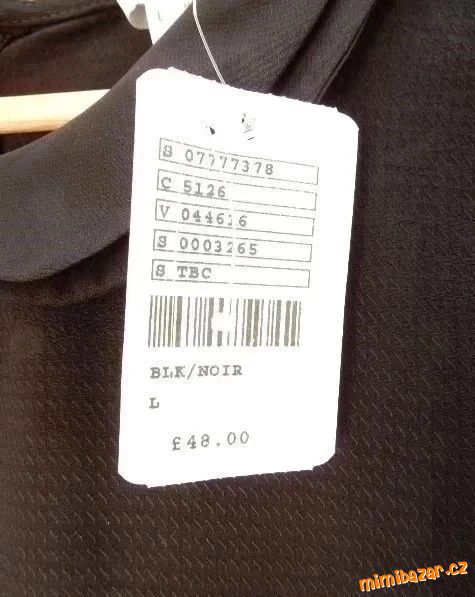 S 07777378
C 5126
V 044616
S 0003265
S TBC
BLK/NOIR
L
£48.00
mimibazar.cz